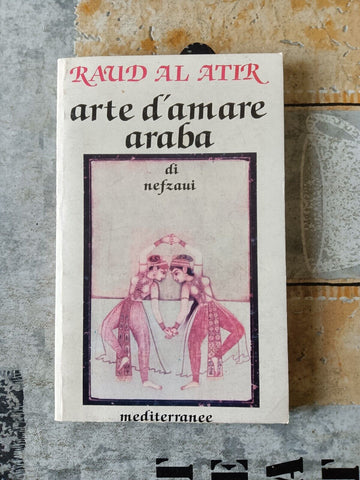 RAUD AL ATIR
arte d'amare
araba
di
nefzaui
mediterranee